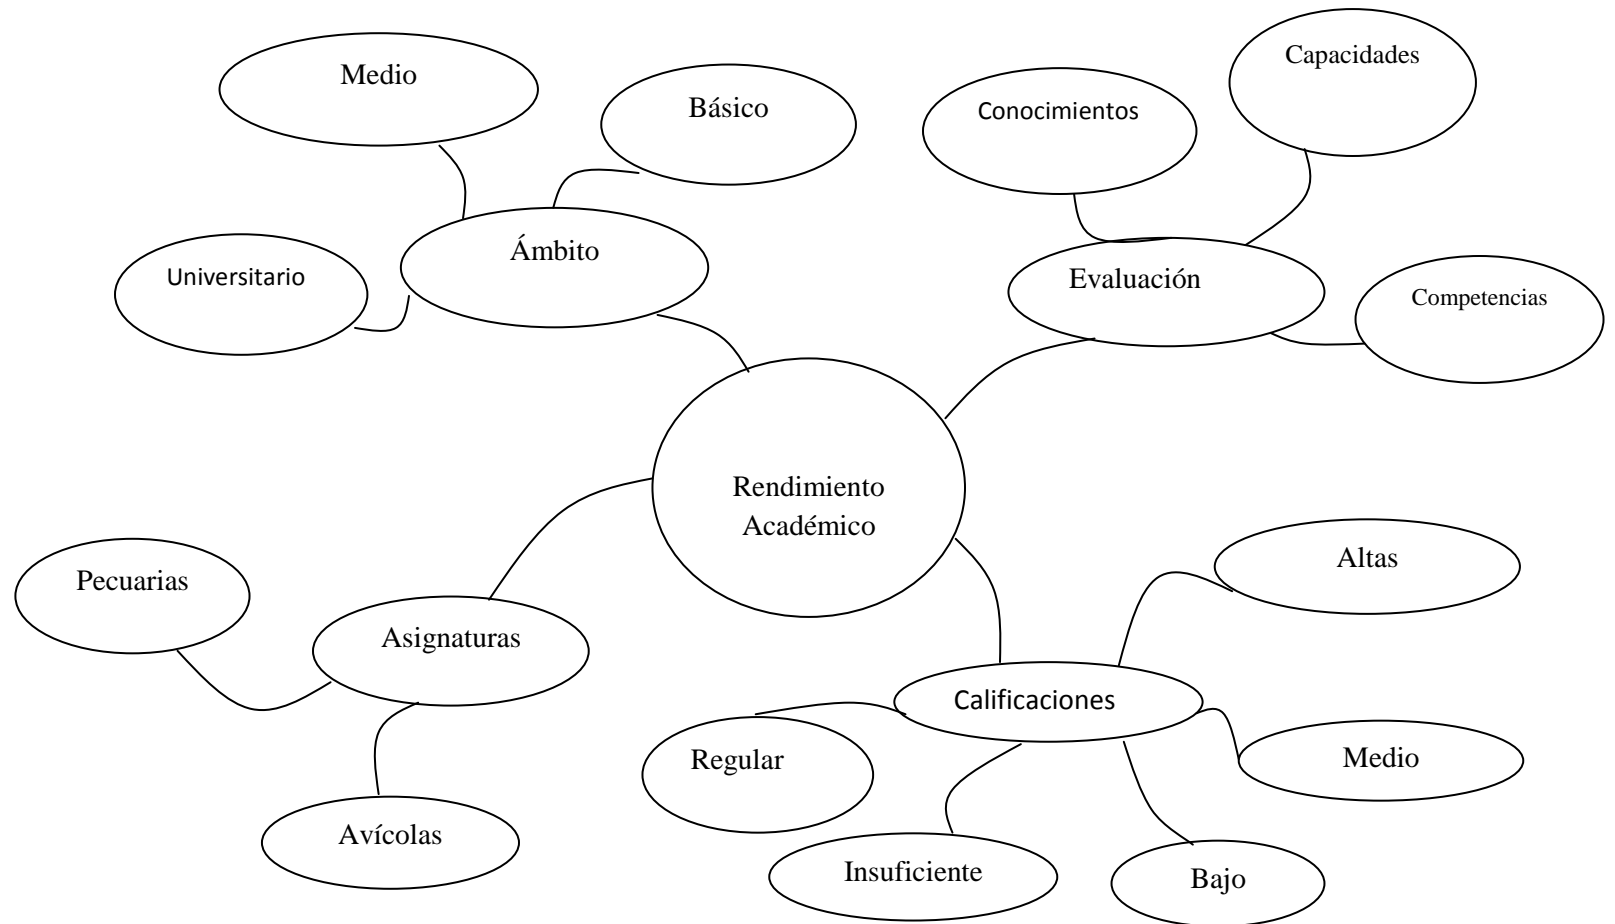 Medio
Básico
Conocimientos
Capacidades
Universitario
Ámbito
Evaluación
Competencias
Rendimiento
Académico
Pecuarias
Asignaturas
Avícolas
Altas
Calificaciones
Regular
Medio
Insuficiente
Bajo